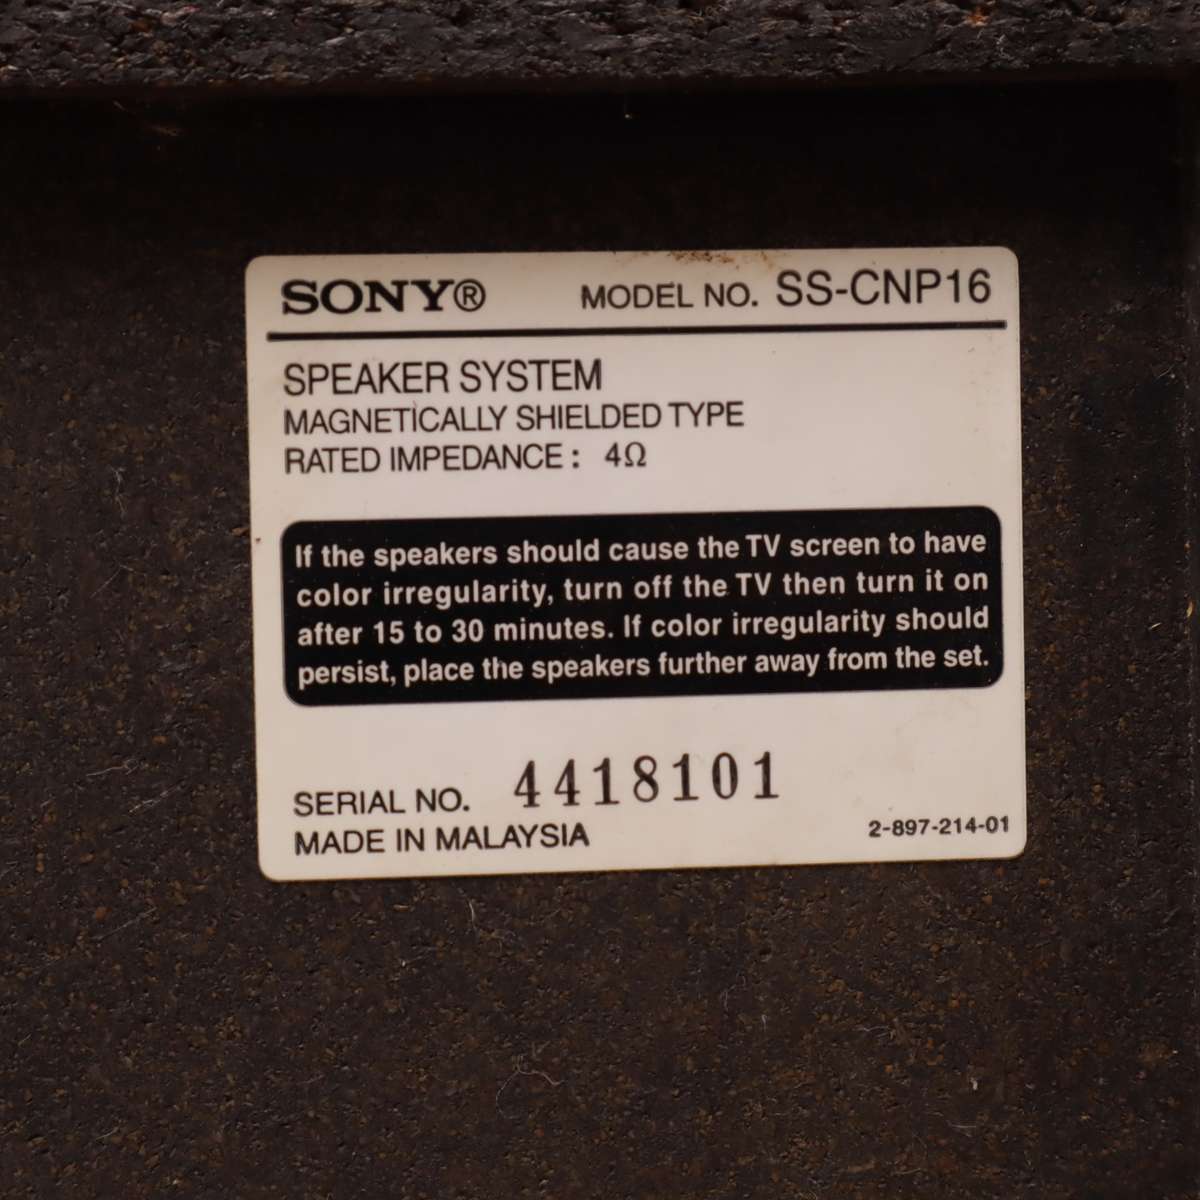 SONY® MODEL NO. SS-CNP16
SPEAKER SYSTEM
MAGNETICALLY SHIELDED TYPE
RATED IMPEDANCE : 4Ω
If the speakers should cause the TV screen to have
color irregularity, turn off the TV then turn it on
after 15 to 30 minutes. If color irregularity should
persist, place the speakers further away from the set.
SERIAL NO. 4418101
MADE IN MALAYSIA 2-897-214-01